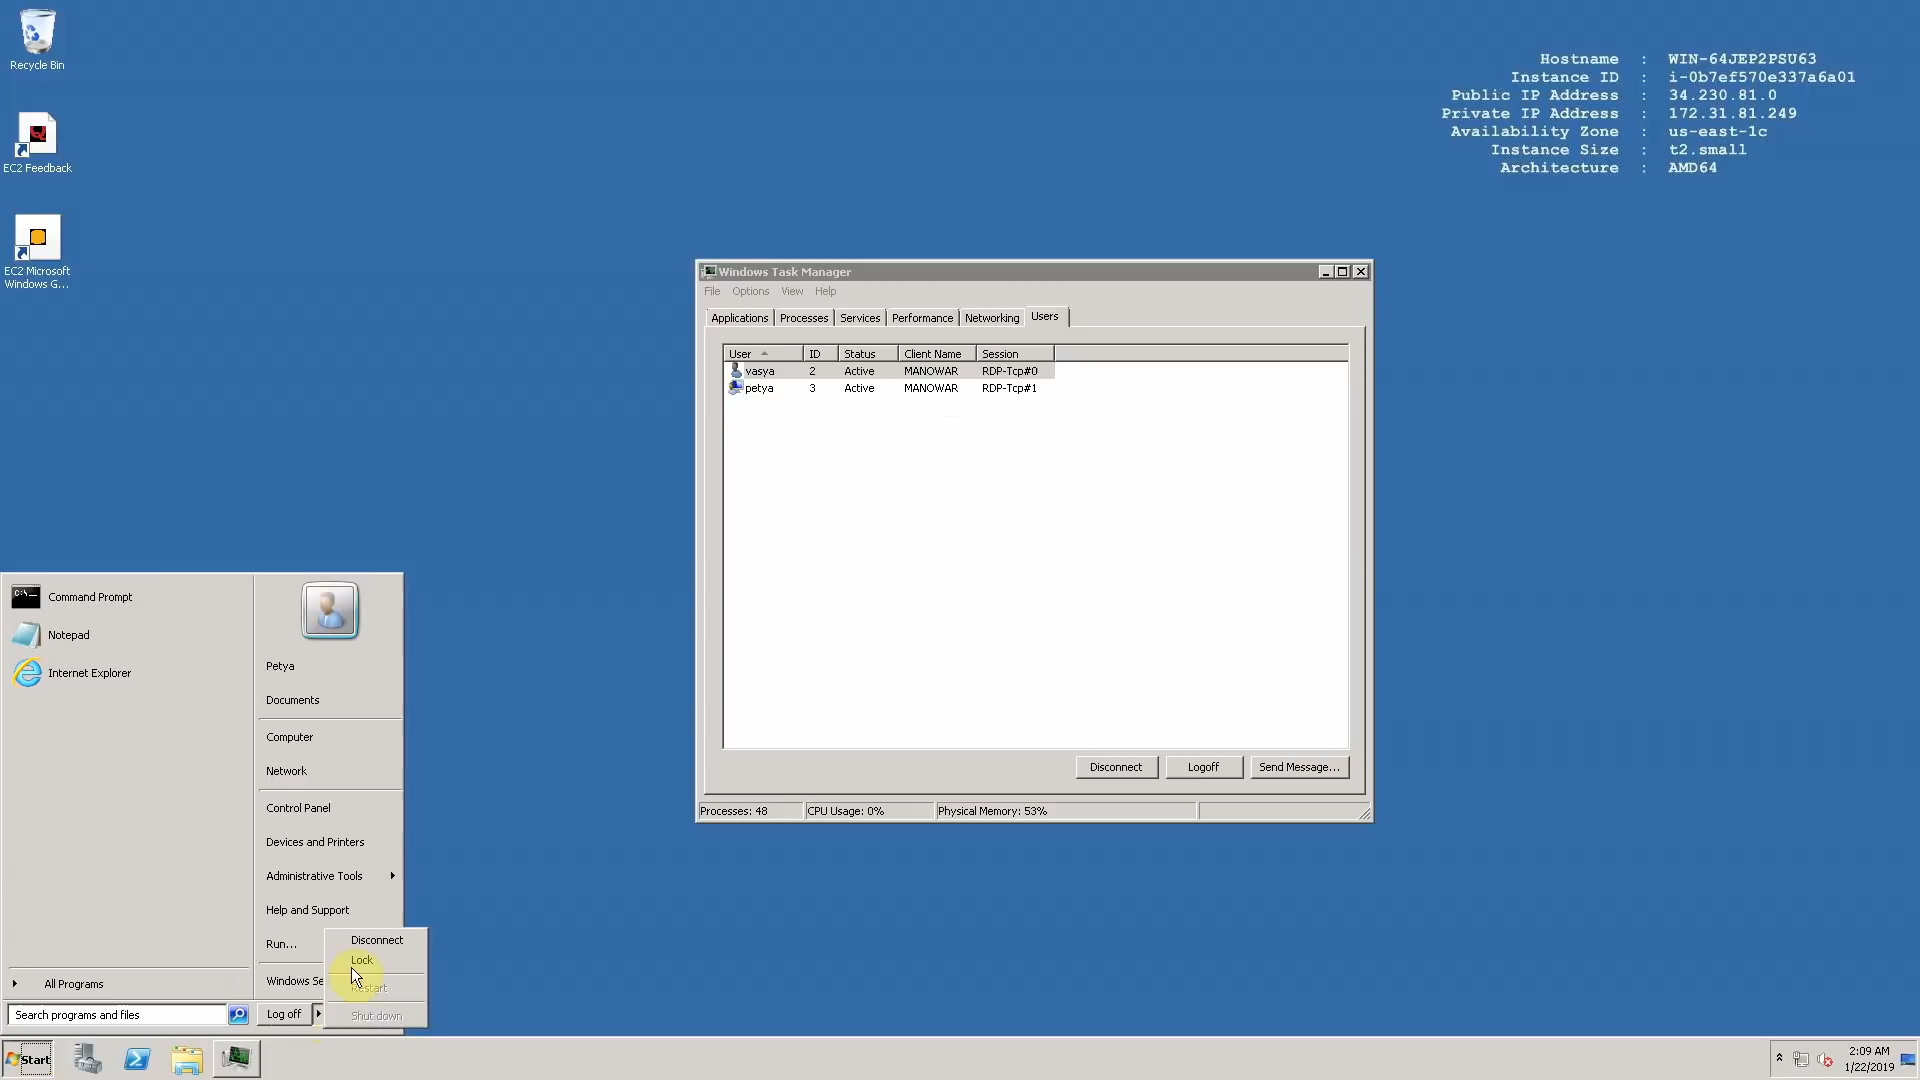 Recycle Bin
EC2 Feedback
EC2 Microsoft
Windows G...
Hostname : WIN-64JEP2PSU63
Instance ID : i-0b7ef570e337a6a01
Public IP Address : 34.230.81.0
Private IP Address : 172.31.81.249
Availability Zone : us-east-1c
Instance Size : t2.small
Architecture : AMD64
Windows Task Manager
File Options View Help
Applications Processes Services Performance Networking Users
User ID Status Client Name Session
vasya 2 Active MANOWAR RDP-Tcp#0
petya 3 Active MANOWAR RDP-Tcp#1
Disconnect Logoff Send Message...
Processes: 48 CPU Usage: 0% Physical Memory: 53%
Command Prompt
Notepad
Internet Explorer
All Programs
Search programs and files
Petya
Documents
Computer
Network
Control Panel
Devices and Printers
Administrative Tools
Help and Support
Run...
Windows Se
Log off
Disconnect
Lock
Restart
Shut down
Start
2:09 AM
1/22/2019